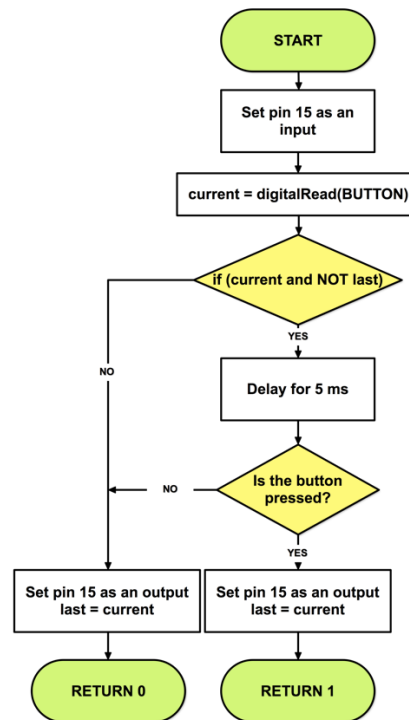 START
Set pin 15 as an
input
current = digitalRead(BUTTON)
if (current and NOT last)
YES
NO
Delay for 5 ms
Is the button
pressed?
NO
YES
Set pin 15 as an output
last = current
Set pin 15 as an output
last = current
RETURN 0
RETURN 1